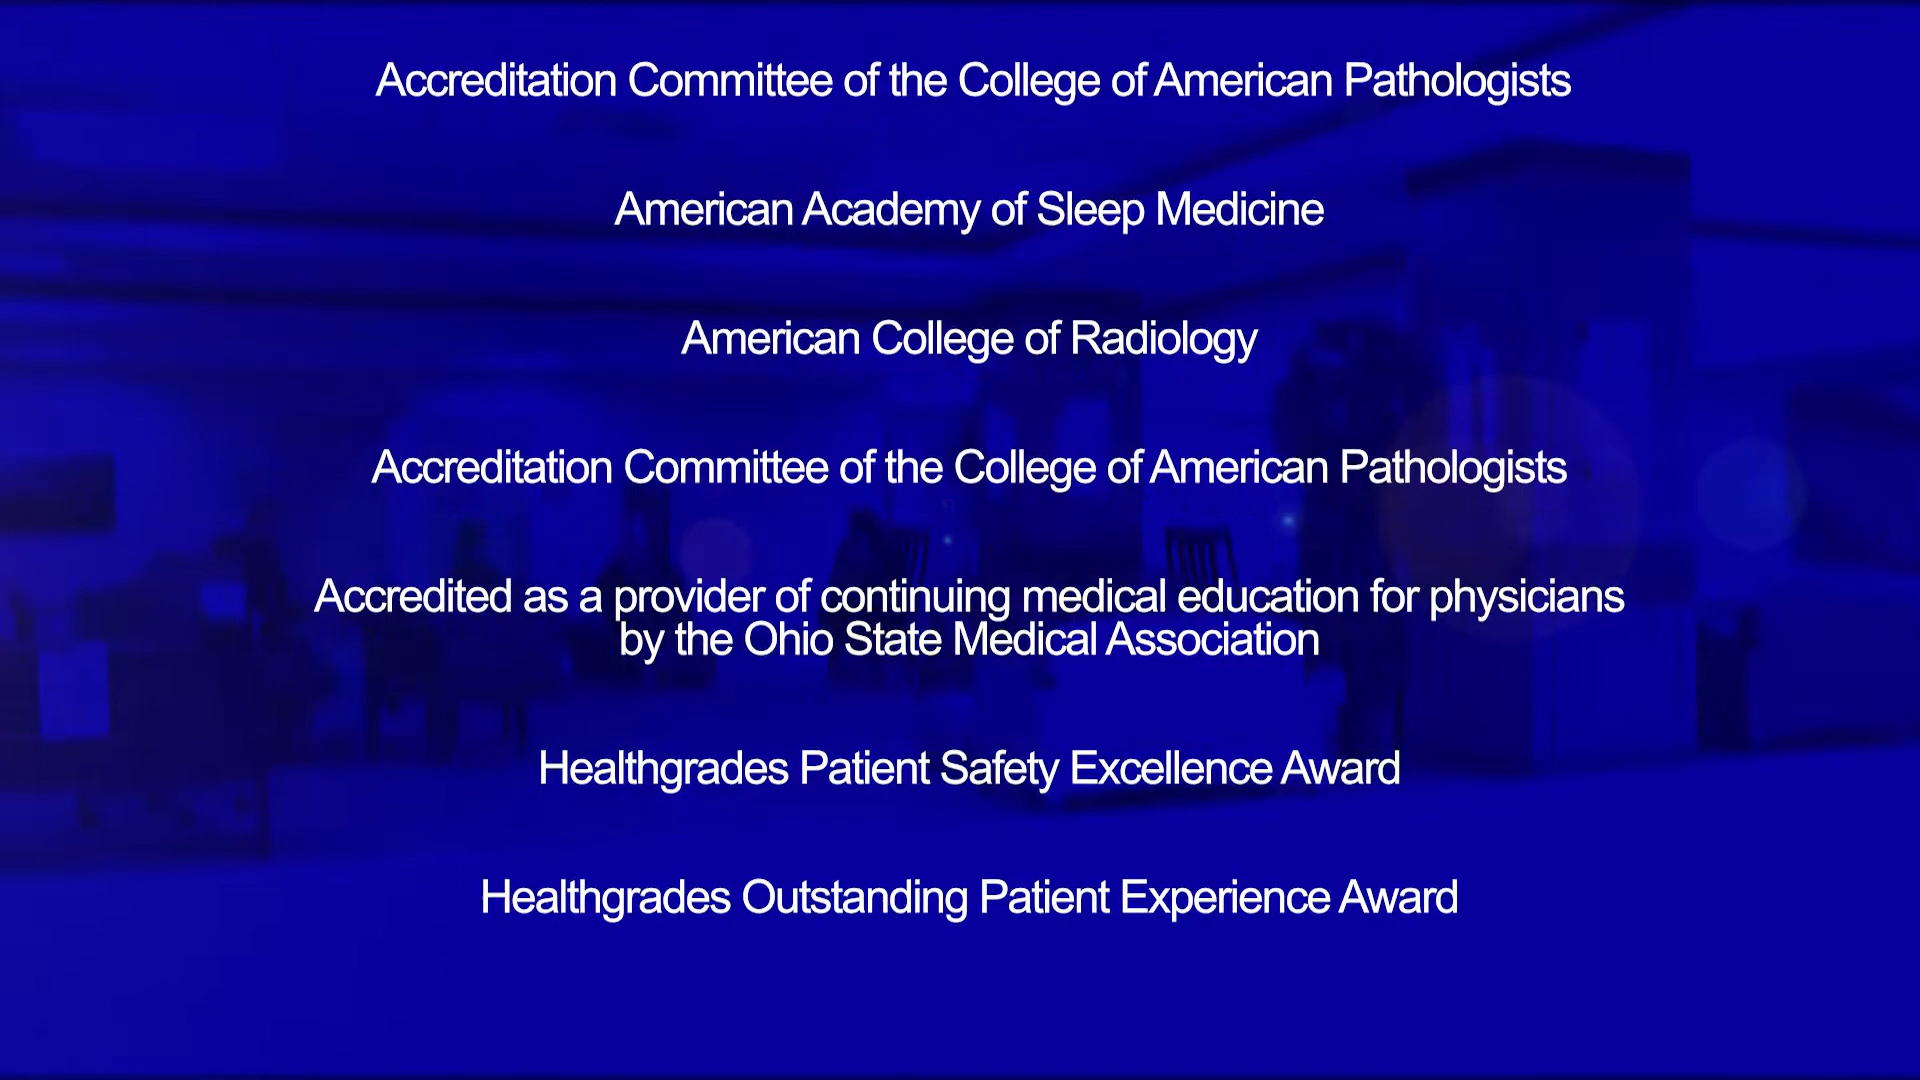 Accreditation Committee of the College of American Pathologists
American Academy of Sleep Medicine
American College of Radiology
Accreditation Committee of the College of American Pathologists
Accredited as a provider of continuing medical education for physicians
by the Ohio State Medical Association
Healthgrades Patient Safety Excellence Award
Healthgrades Outstanding Patient Experience Award